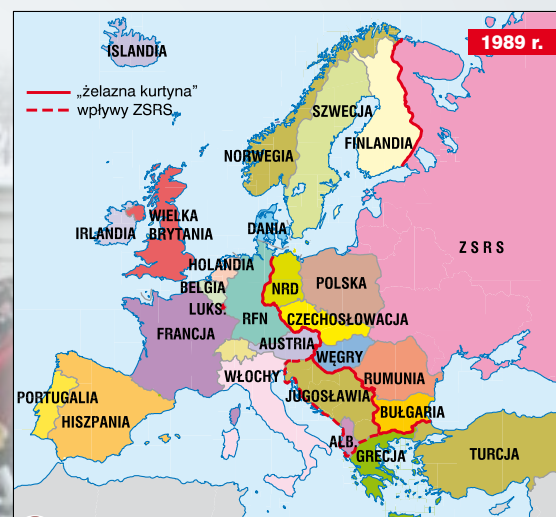 1989 r.
ISLANDIA
„żelazna kurtyna”
wpływy ZSRS
SZWECJA
FINLANDIA
NORWEGIA
WIELKA
BRYTANIA
IRLANDIA
DANIA
ZSRS
HOLANDIA
BELGIA
NRD
POLSKA
LUKS.
RFN
CZECHOSŁOWACJA
FRANCJA
AUSTRIA
WĘGRY
WŁOCHY
RUMUNIA
JUGOSŁAWIA
PORTUGALIA
HISZPANIA
BUŁGARIA
ALB.
GRECJA
TURCJA